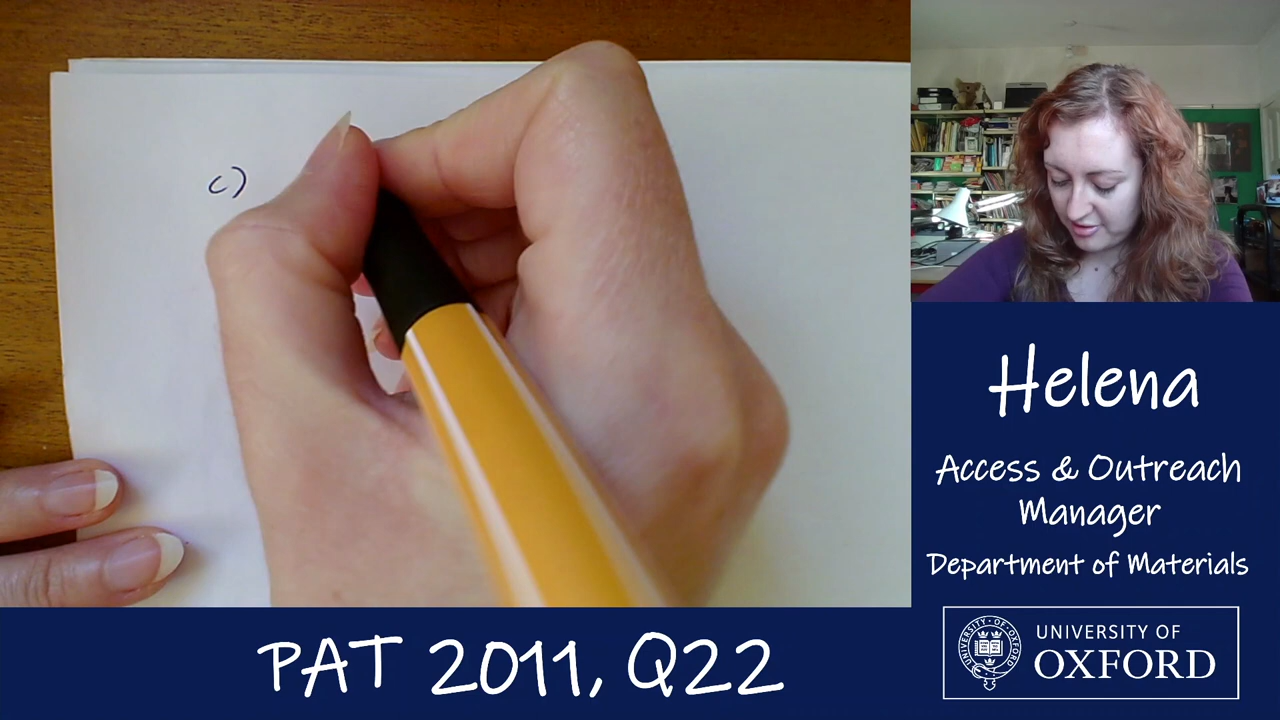 c)
Helena
Access & Outreach
Manager
Department of Materials
UNIVERSITY OF
OXFORD
PAT 2011, Q22